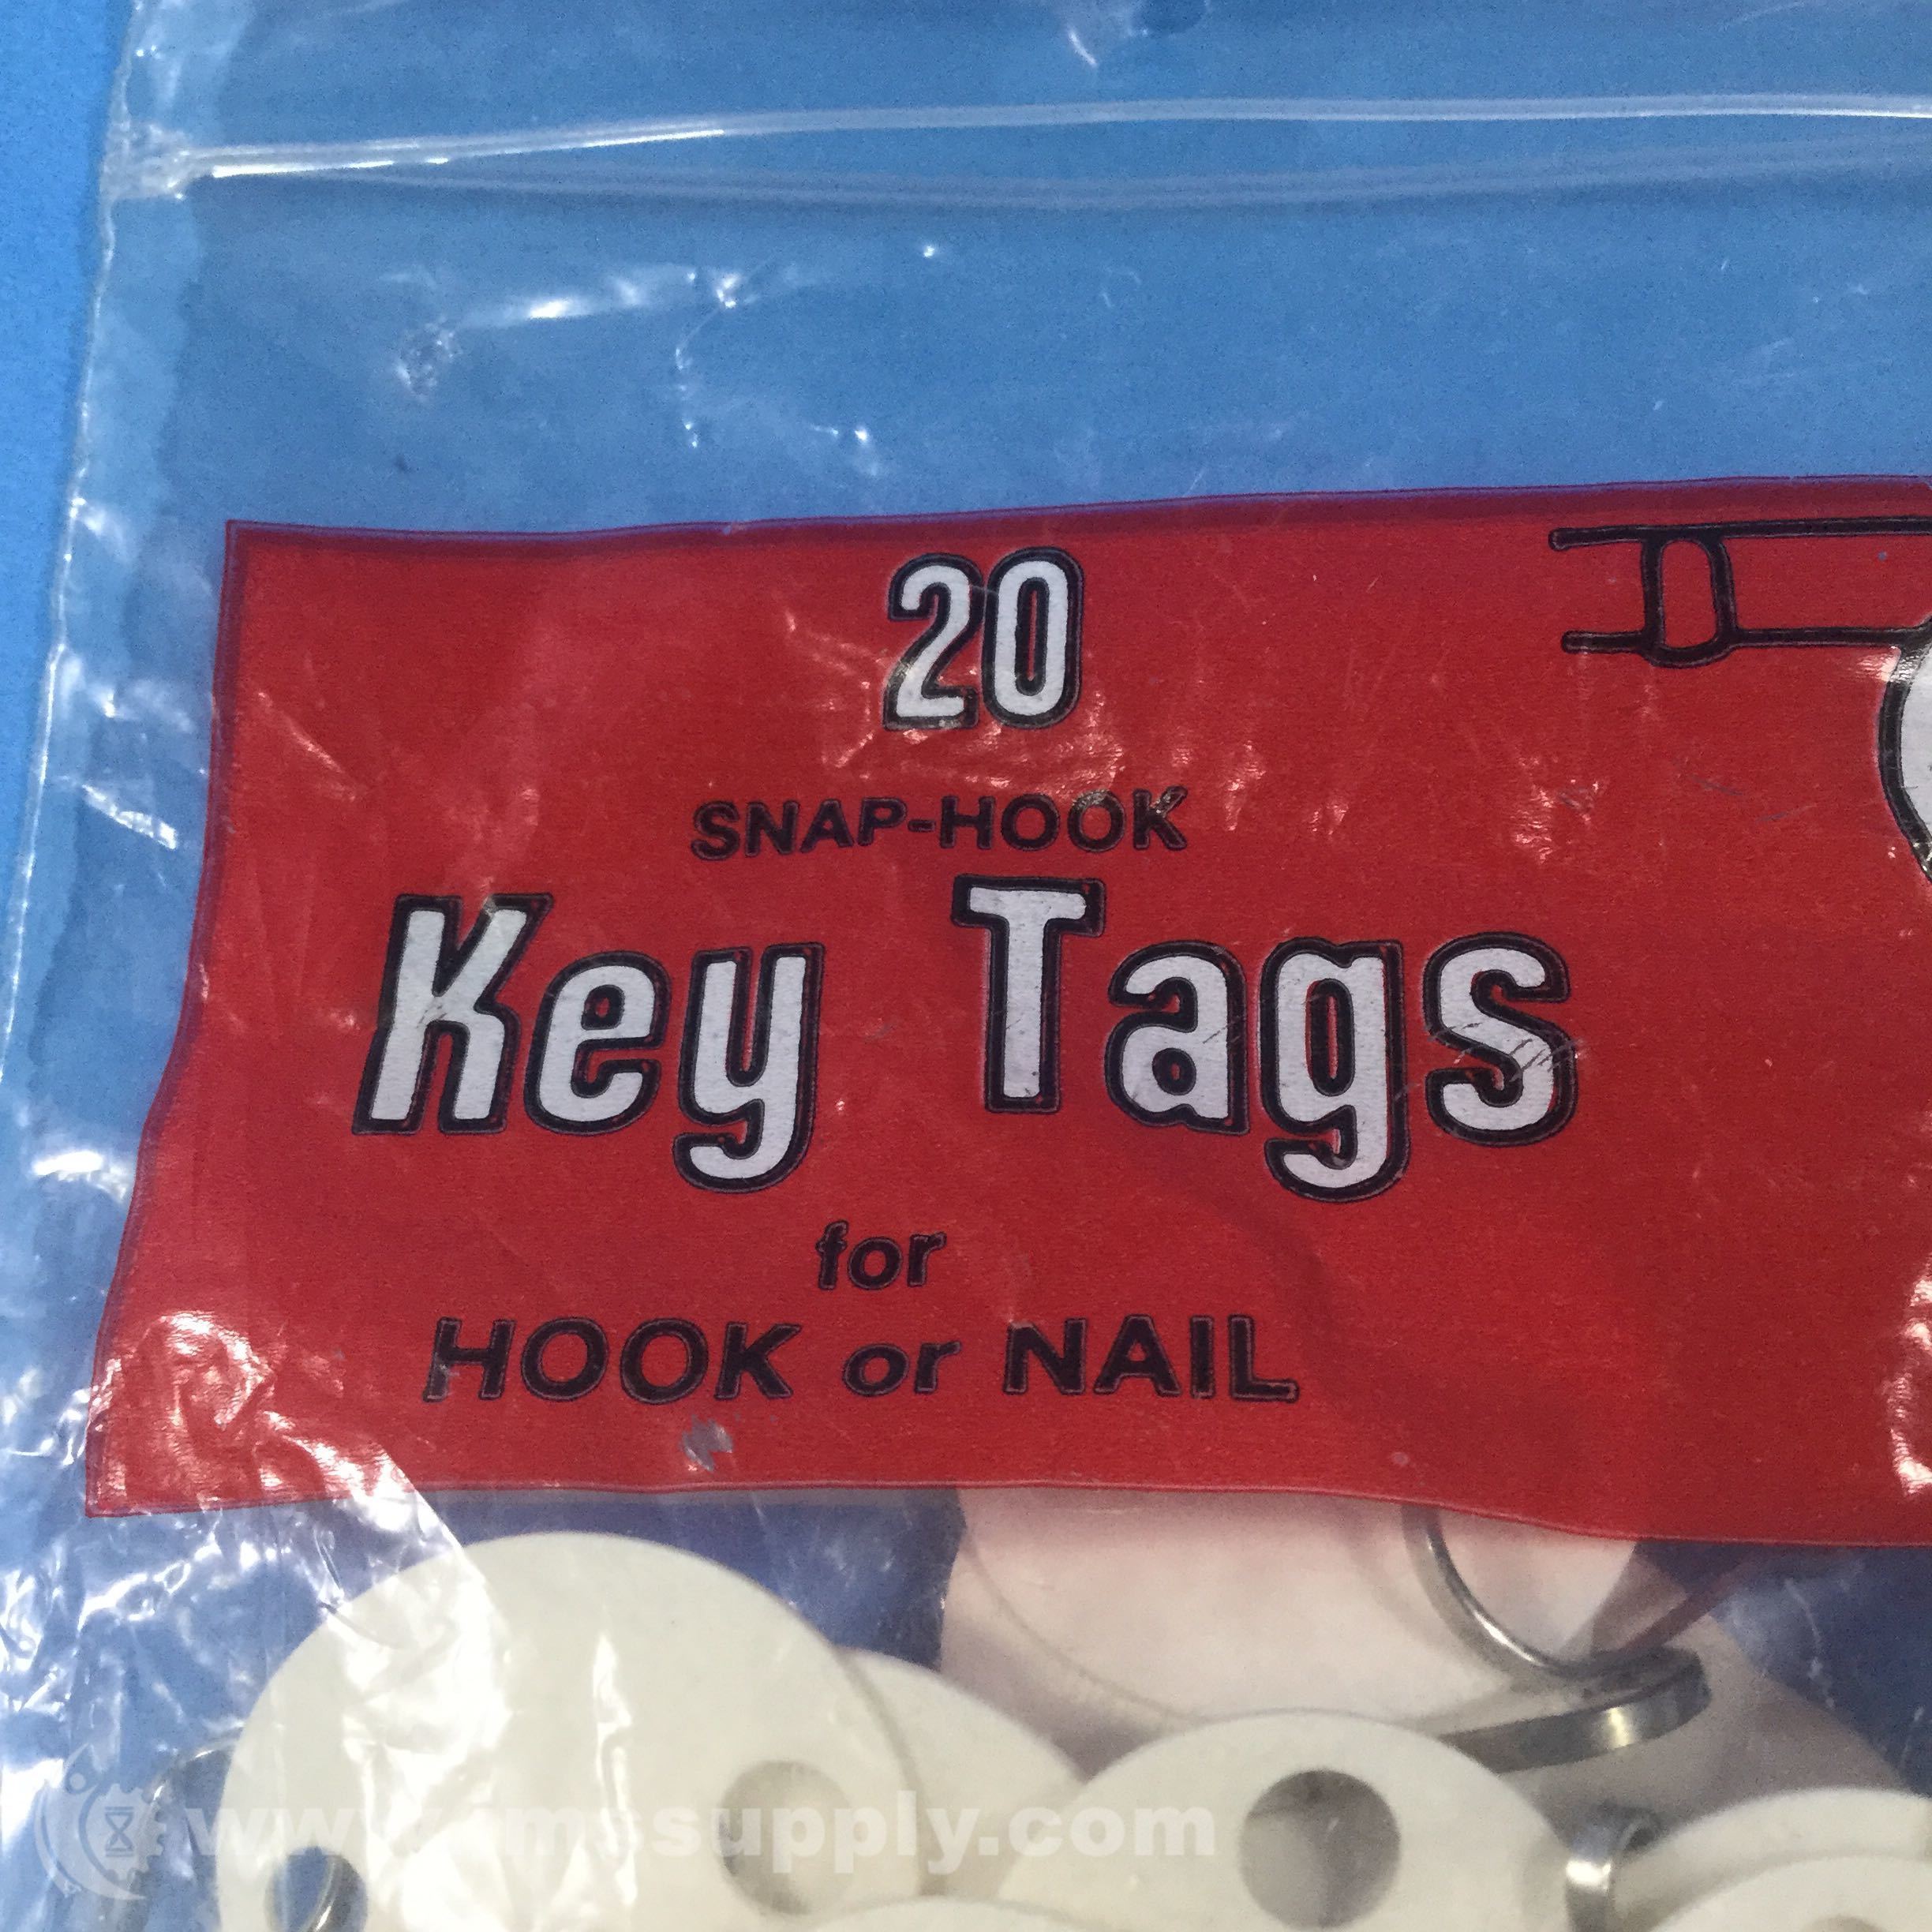 20
SNAP-HOOK
Key Tags
for
HOOK or NAIL